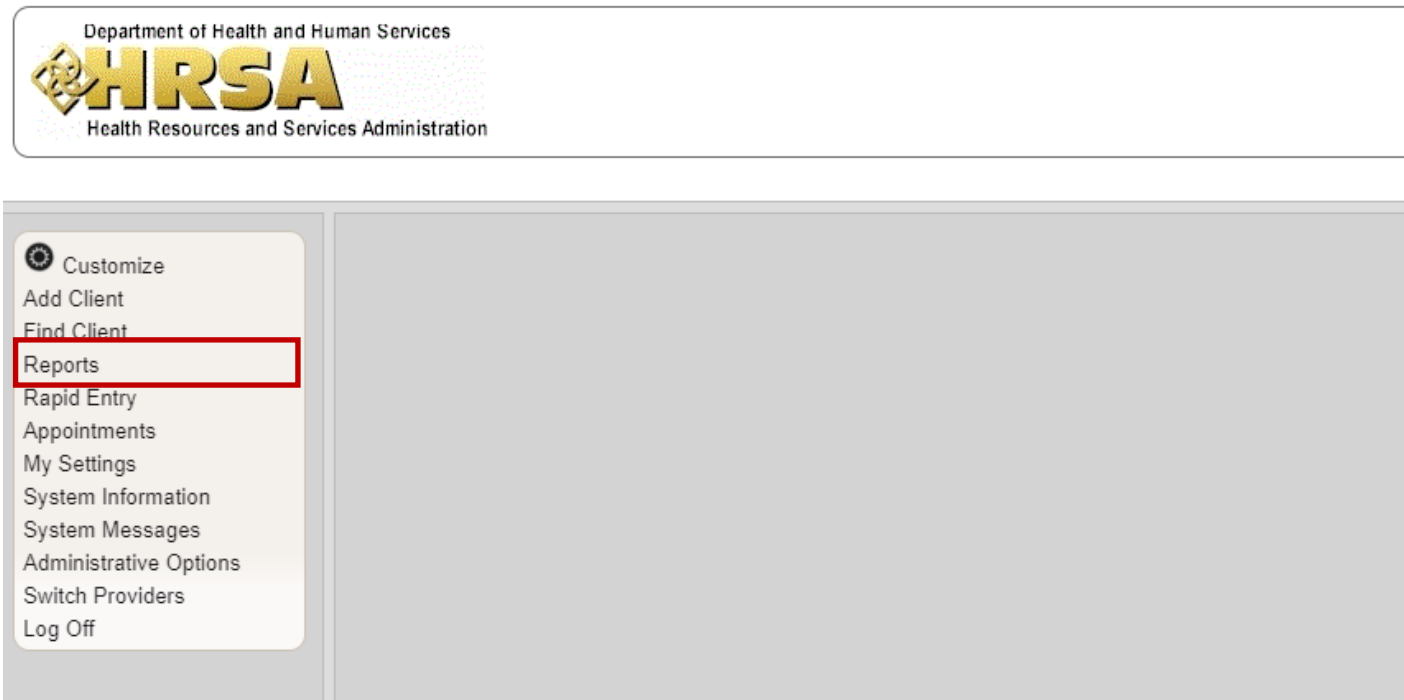 Department of Health and Human Services
HRSA
Health Resources and Services Administration
Customize
Add Client
Find Client
Reports
Rapid Entry
Appointments
My Settings
System Information
System Messages
Administrative Options
Switch Providers
Log Off